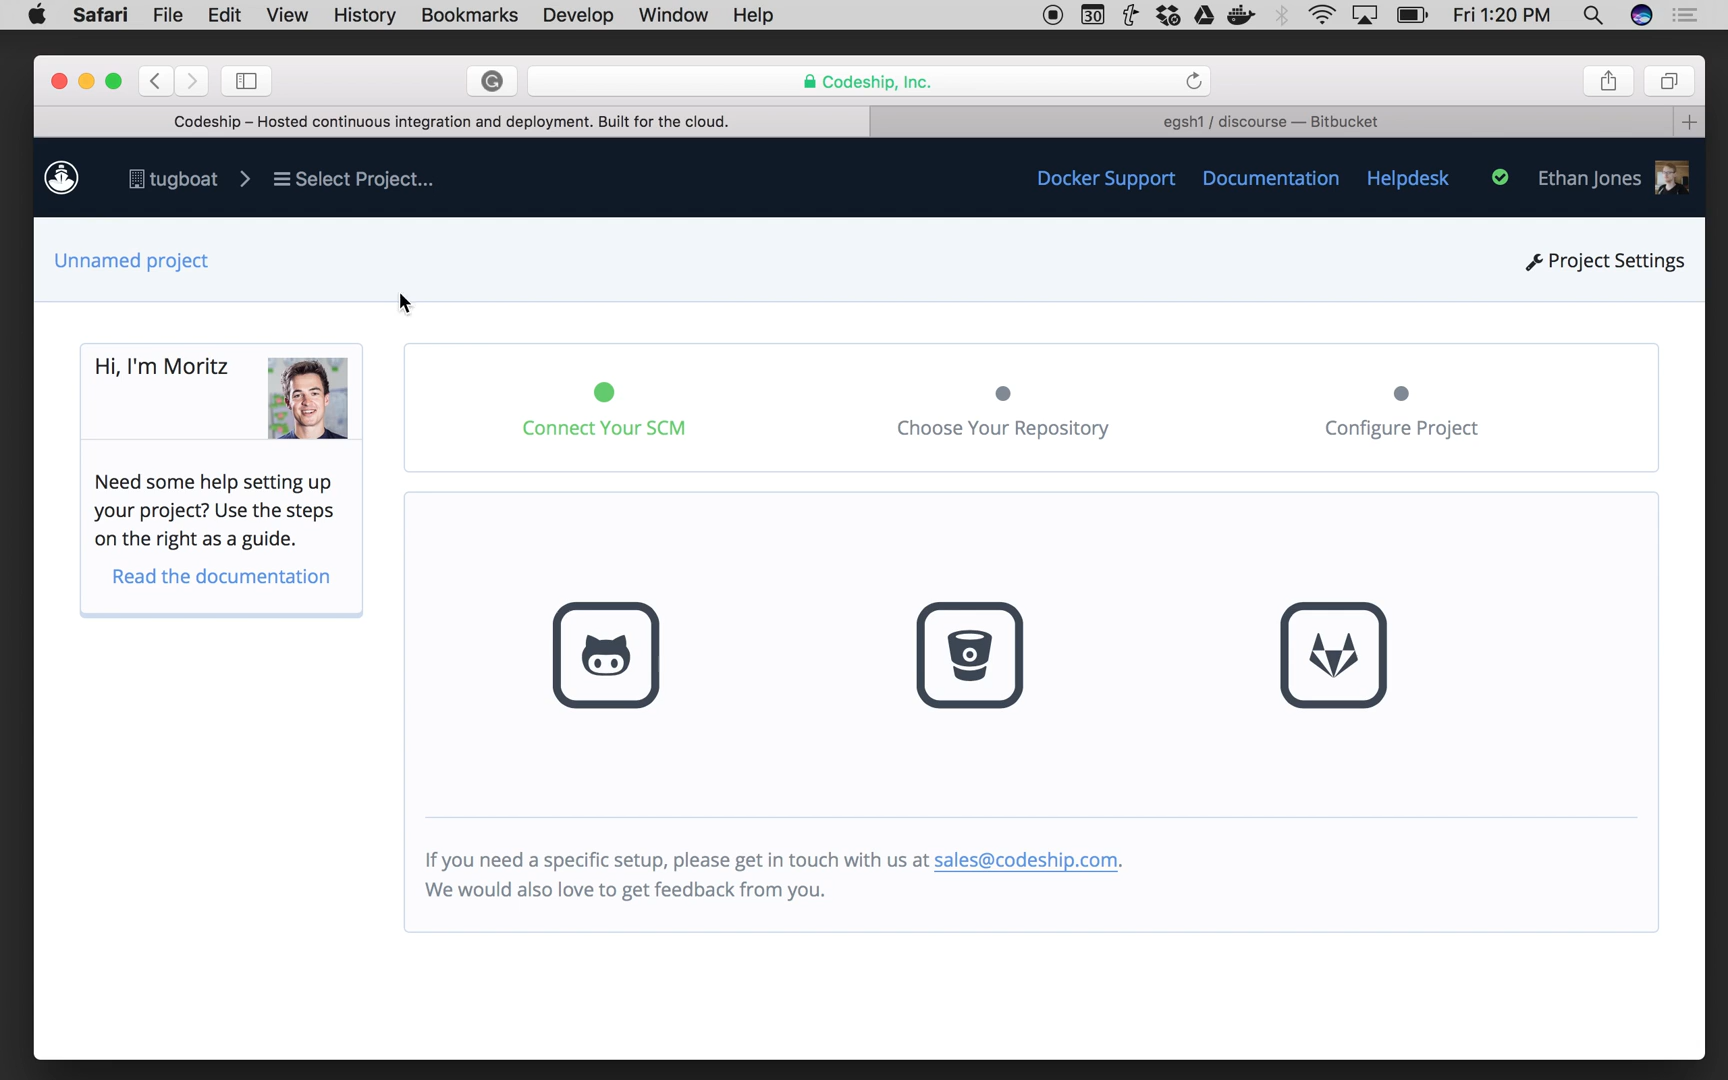 Safari File Edit View History Bookmarks Develop Window Help 30 Fri 1:20 PM
Codeship, Inc.
Codeship – Hosted continuous integration and deployment. Built for the cloud.
egsh1 / discourse — Bitbucket
tugboat
Select Project...
Docker Support
Documentation
Helpdesk
Ethan Jones
Unnamed project
Project Settings
Hi, I'm Moritz
Need some help setting up
your project? Use the steps
on the right as a guide.
Read the documentation
Connect Your SCM
Choose Your Repository
Configure Project
If you need a specific setup, please get in touch with us at sales@codeship.com.
We would also love to get feedback from you.